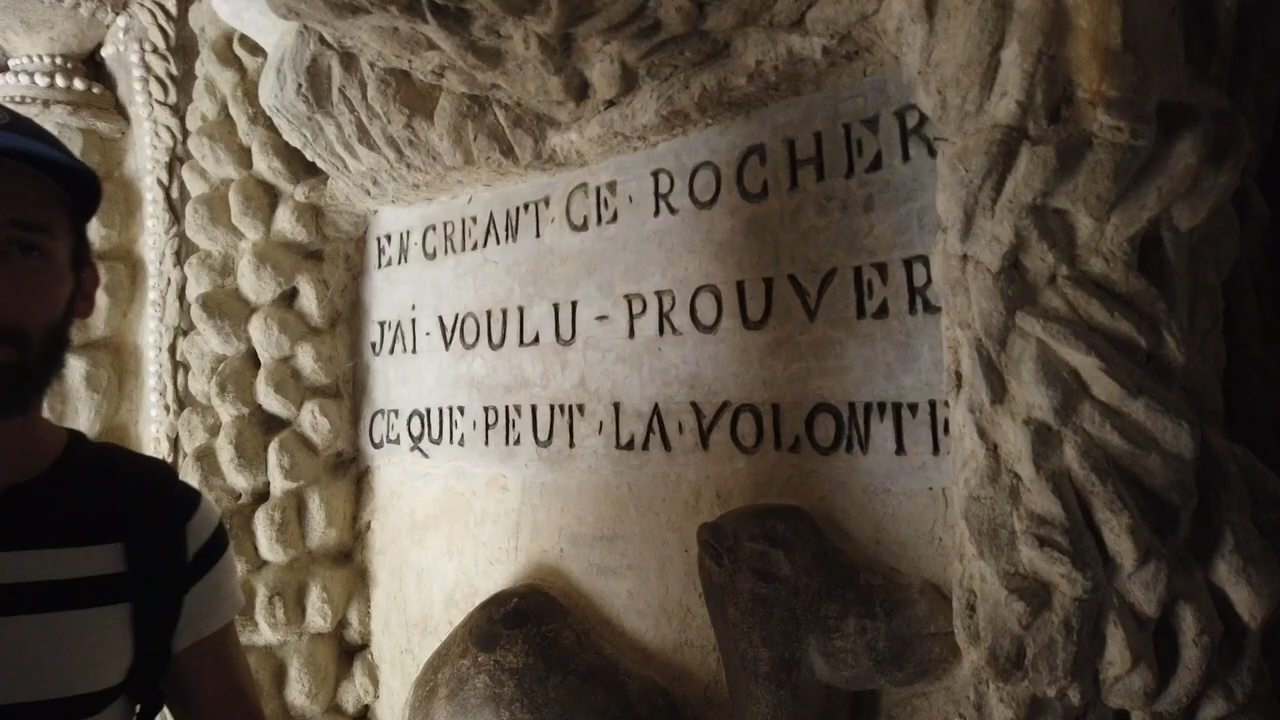 EN·CRÉANT·CE·ROCHER
J'Ai·VOULU-PROUVER
CE QUE·PEUT·LA·VOLONTÉ